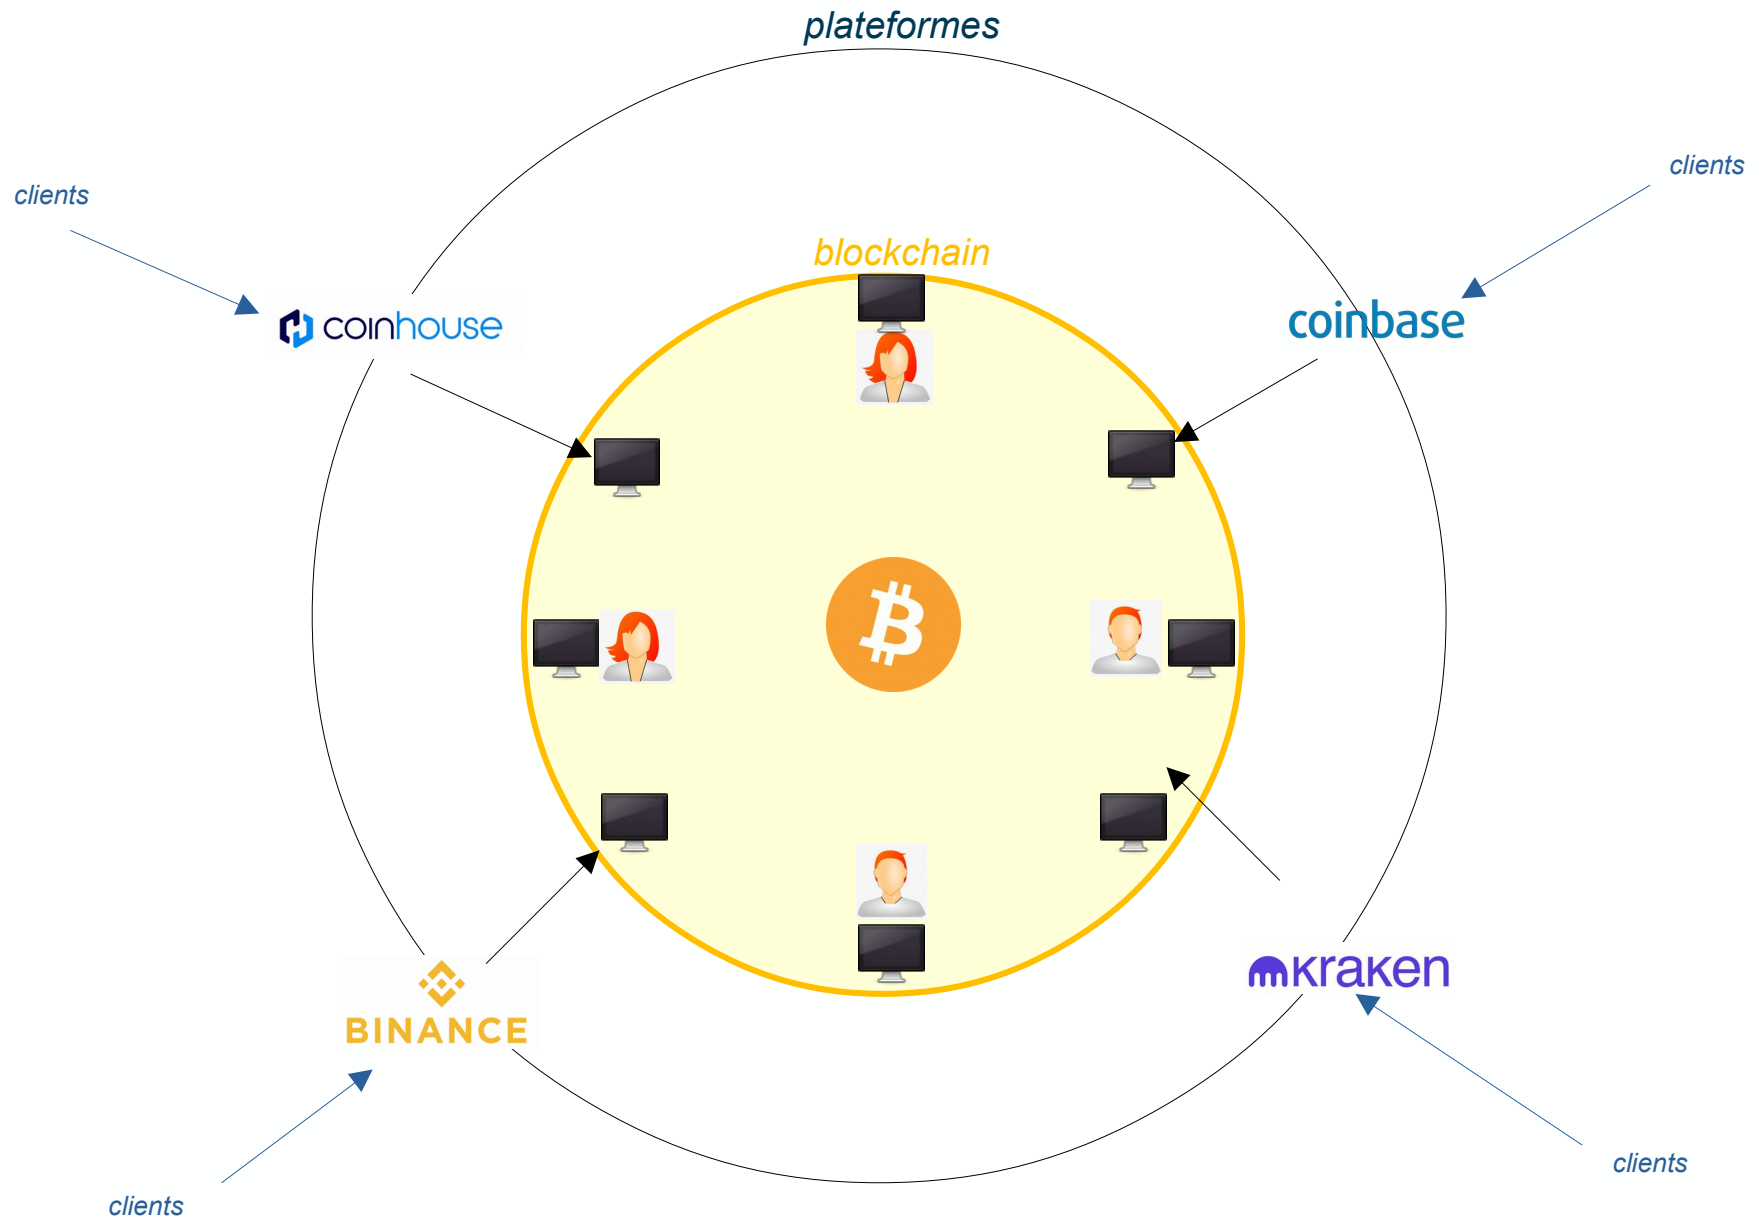 plateformes
clients
clients
blockchain
coinhouse
coinbase
kraken
BINANCE
clients
clients